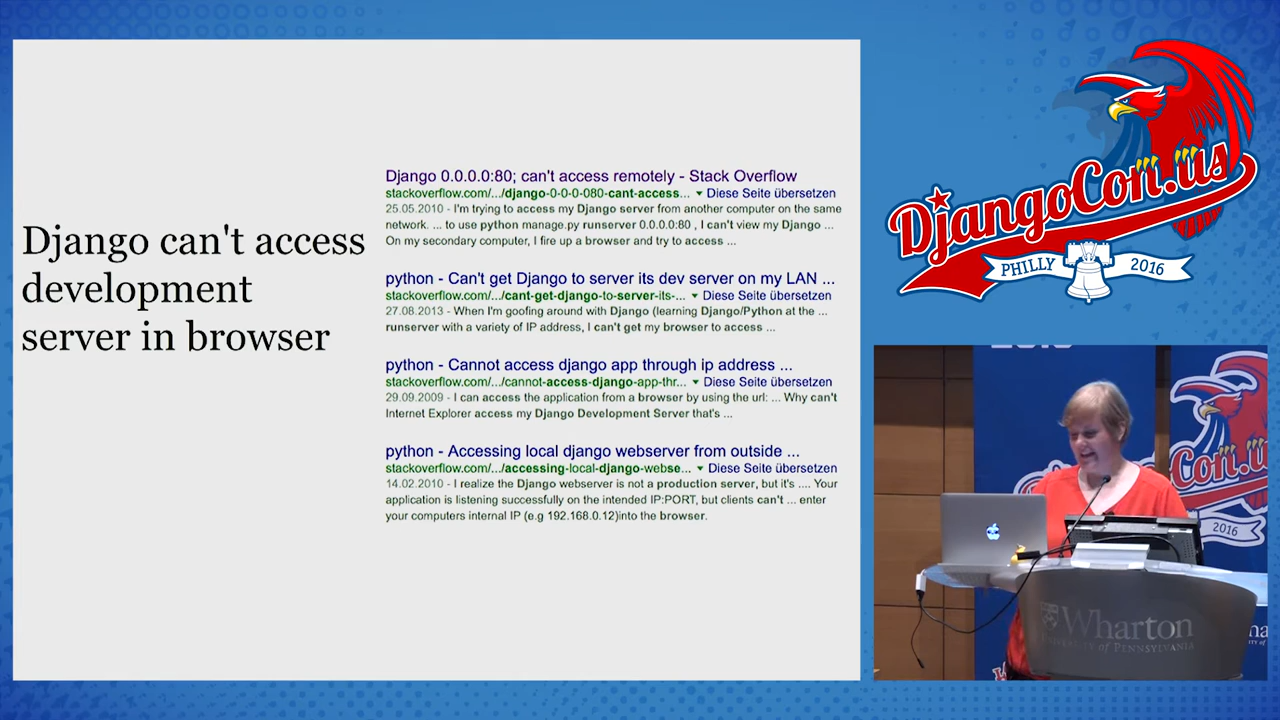 Django can't access
development
server in browser
Django 0.0.0.0:80; can't access remotely - Stack Overflow
stackoverflow.com/.../django-0-0-0-080-cant-access... ▼ Diese Seite übersetzen
25.05.2010 - I'm trying to access my Django server from another computer on the same
network. ... to use python manage.py runserver 0.0.0.0:80 , I can't view my Django ...
On my secondary computer, I fire up a browser and try to access ...
python - Can't get Django to server its dev server on my LAN ...
stackoverflow.com/.../cant-get-django-to-server-its-... ▼ Diese Seite übersetzen
27.08.2013 - When I'm goofing around with Django (learning Django/Python at the ...
runserver with a variety of IP address, I can't get my browser to access ...
python - Cannot access django app through ip address ...
stackoverflow.com/.../cannot-access-django-app-thr... ▼ Diese Seite übersetzen
29.09.2009 - I can access the application from a browser by using the url: ... Why can't
Internet Explorer access my Django Development Server that's ...
python - Accessing local django webserver from outside ...
stackoverflow.com/.../accessing-local-django-webse... ▼ Diese Seite übersetzen
14.02.2010 - I realize the Django webserver is not a production server, but it's .... Your
application is listening successfully on the intended IP:PORT, but clients can't ... enter
your computers internal IP (e.g 192.168.0.12)into the browser.
DjangoCon.us
PHILLY 2016
Con.u
2016
Wharton
UNIVERSITY of PENNSYLVANIA